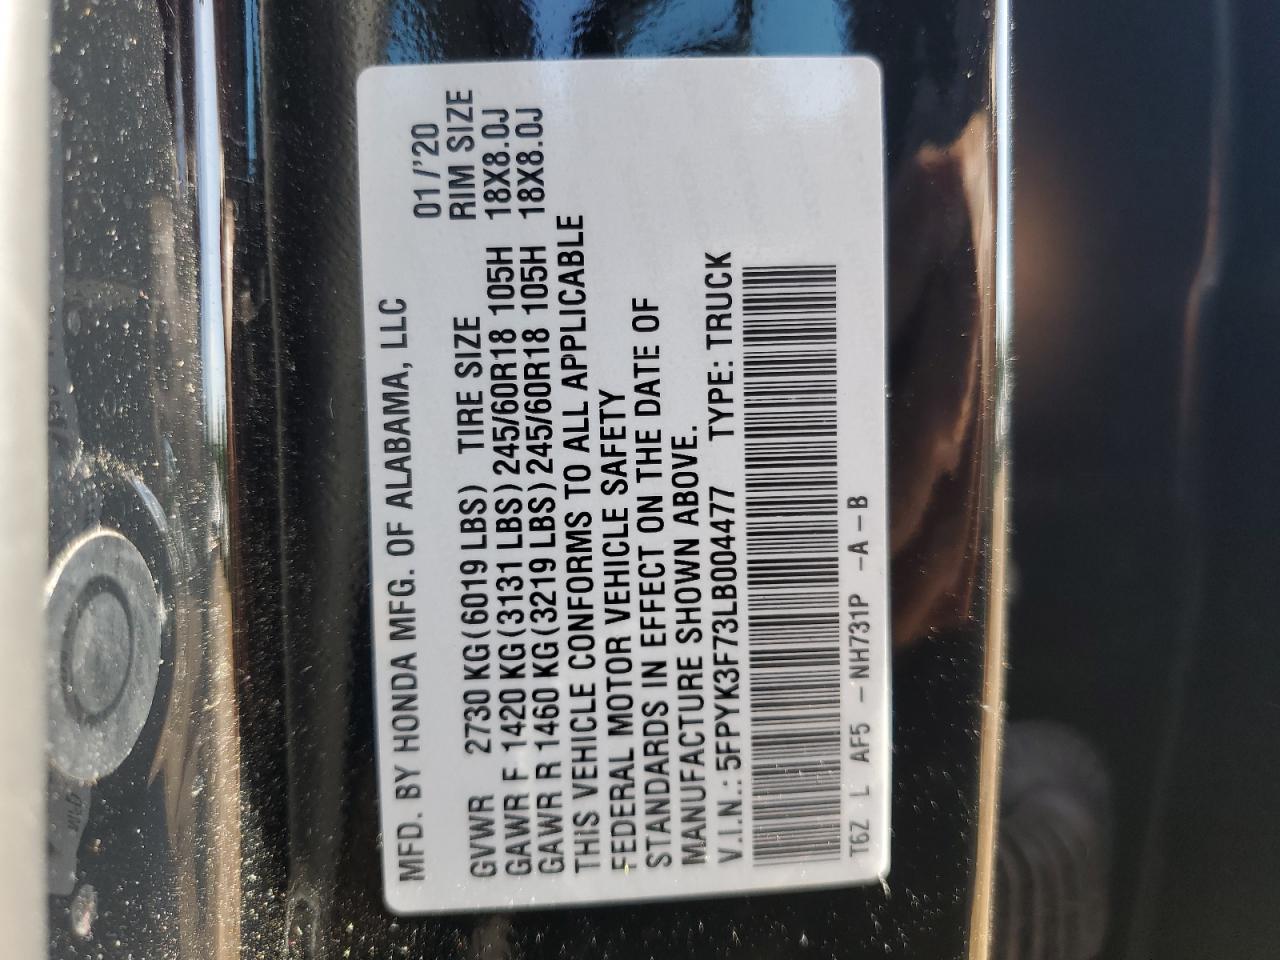 MFD. BY HONDA MFG. OF ALABAMA, LLC
01/'20
GVWR 2730 KG(6019 LBS) TIRE SIZE RIM SIZE
GAWR F 1420 KG(3131 LBS) 245/60R18 105H 18X8.0J
GAWR R 1460 KG(3219 LBS) 245/60R18 105H 18X8.0J
THIS VEHICLE CONFORMS TO ALL APPLICABLE
FEDERAL MOTOR VEHICLE SAFETY
STANDARDS IN EFFECT ON THE DATE OF
MANUFACTURE SHOWN ABOVE.
V.I.N.: 5FPYK3F73LB004477 TYPE: TRUCK
T6Z L AF5 -NH731P -A -B